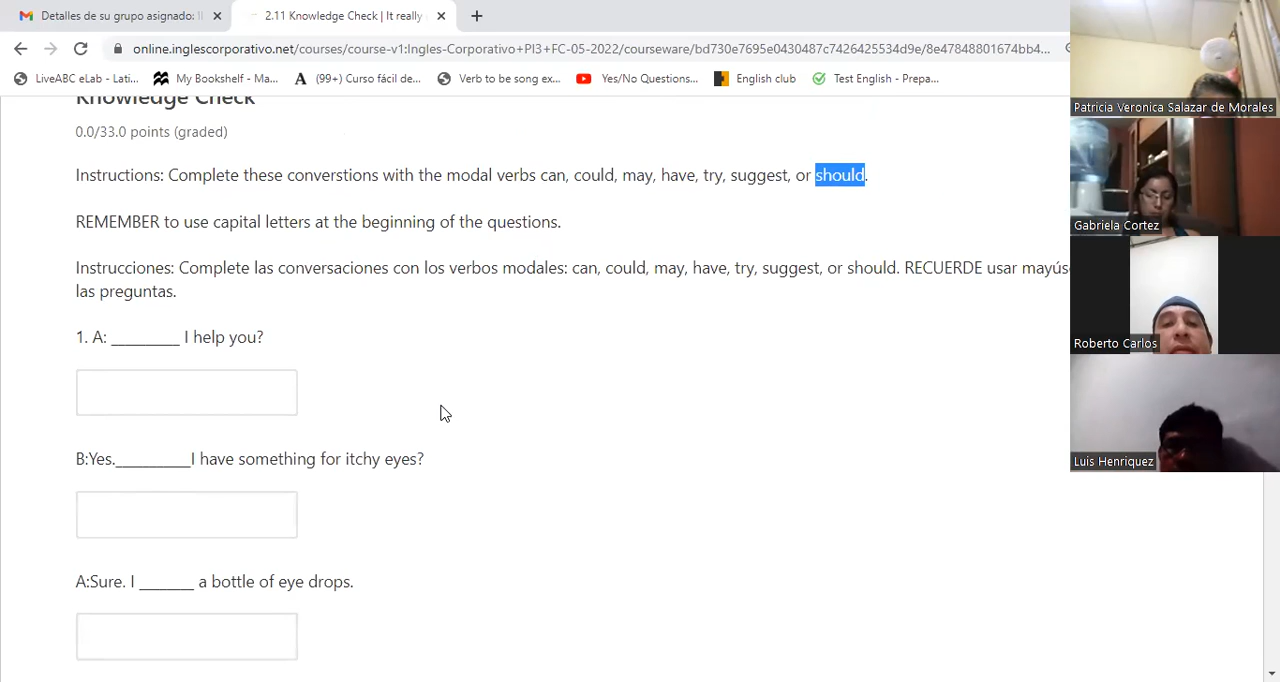 Detalles de su grupo asignado: 1
2.11 Knowledge Check | It really
online.inglescorporativo.net/courses/course-v1:Ingles-Corporativo+PI3+FC-05-2022/courseware/bd730e7695e0430487c7426425534d9e/8e47848801674bb4...
LiveABC eLab - Lati...
My Bookshelf - Ma...
(99+) Curso fácil de...
Verb to be song ex...
Yes/No Questions...
English club
Test English - Prepa...
Knowledge Check
0.0/33.0 points (graded)
Instructions: Complete these converstions with the modal verbs can, could, may, have, try, suggest, or should.
REMEMBER to use capital letters at the beginning of the questions.
Instrucciones: Complete las conversaciones con los verbos modales: can, could, may, have, try, suggest, or should. RECUERDE usar mayús
las preguntas.
1. A: ________ I help you?
B:Yes._________I have something for itchy eyes?
A:Sure. I ______ a bottle of eye drops.
Patricia Veronica Salazar de Morales
Gabriela Cortez
Roberto Carlos
Luis Henriquez